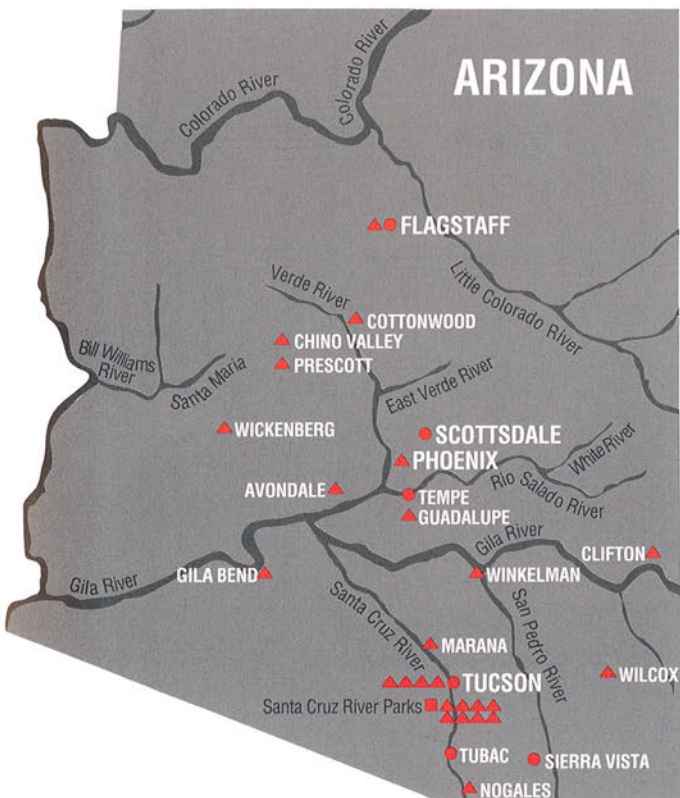 ARIZONA
Colorado River
Colorado River
FLAGSTAFF
Little Colorado River
Verde River
COTTONWOOD
CHINO VALLEY
PRESCOTT
Bill Williams
River
Santa Maria
East Verde River
WICKENBERG
SCOTTSDALE
PHOENIX
White River
AVONDALE
TEMPE
Rio Salado River
GUADALUPE
Gila River
CLIFTON
Gila River
GILA BEND
WINKELMAN
Santa Cruz River
San Pedro River
MARANA
WILCOX
TUCSON
Santa Cruz River Parks
TUBAC
SIERRA VISTA
NOGALES